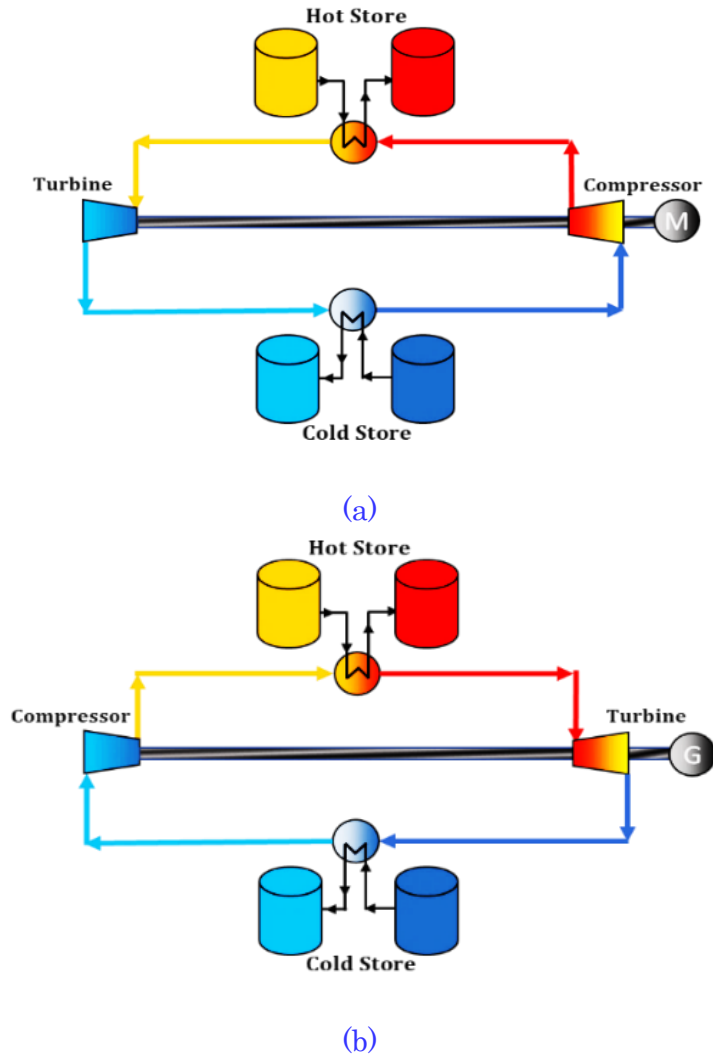 Hot Store
Turbine
Compressor
M
Cold Store
(a)
Hot Store
Compressor
Turbine
G
Cold Store
(b)